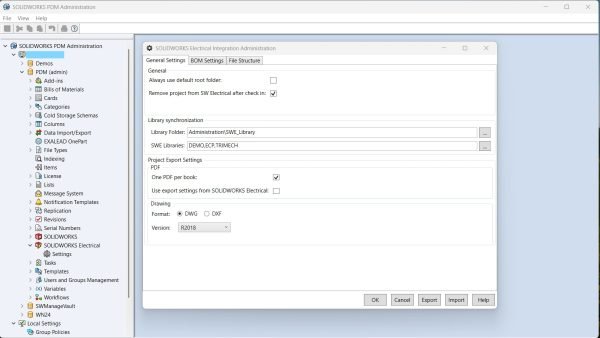 SOLIDWORKS PDM Administration
File View Help
SOLIDWORKS PDM Administration
Demos
PDM (admin)
Add-ins
Bills of Materials
Cards
Categories
Cold Storage Schemas
Columns
Data Import/Export
EXALEAD OnePart
File Types
Indexing
Items
License
Lists
Message System
Notification Templates
Replication
Revisions
Serial Numbers
SOLIDWORKS
SOLIDWORKS Electrical
Settings
Tasks
Templates
Users and Groups Management
Variables
Workflows
SWManageVault
WN24
Local Settings
Group Policies
SOLIDWORKS Electrical Integration Administration
General Settings BOM Settings File Structure
General
Always use default root folder:
Remove project from SW Electrical after check in:
Library synchronization
Library Folder: Administration\SWE_Library ...
SWE Libraries: DEMO,ECP,TRIMECH ...
Project Export Settings
PDF
One PDF per book:
Use export settings from SOLIDWORKS Electrical:
Drawing
Format: DWG DXF
Version: R2018
OK Cancel Export Import Help